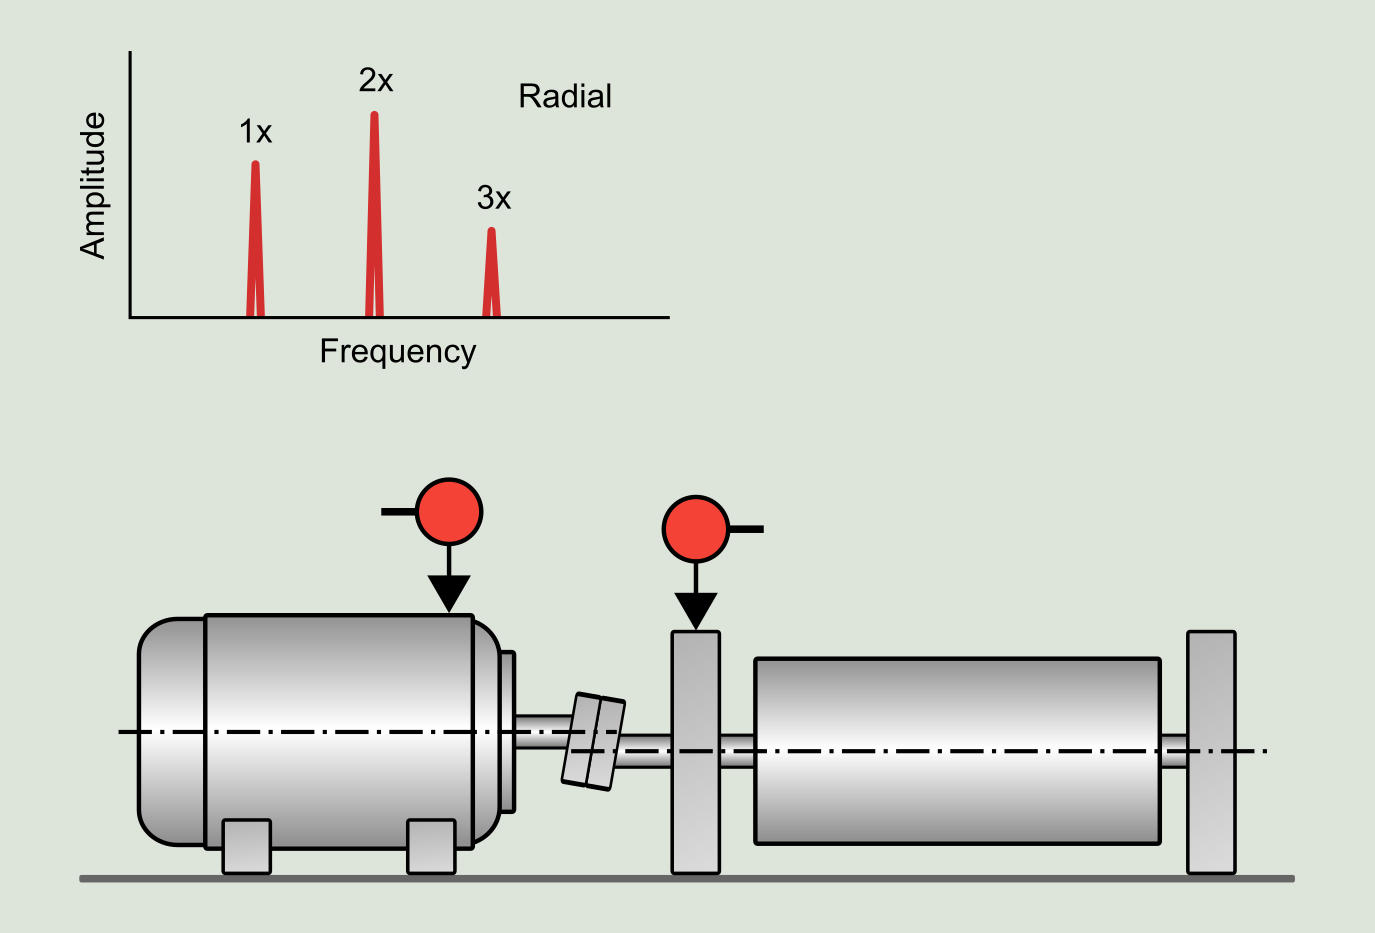 2x
Radial
1x
3x
Amplitude
Frequency